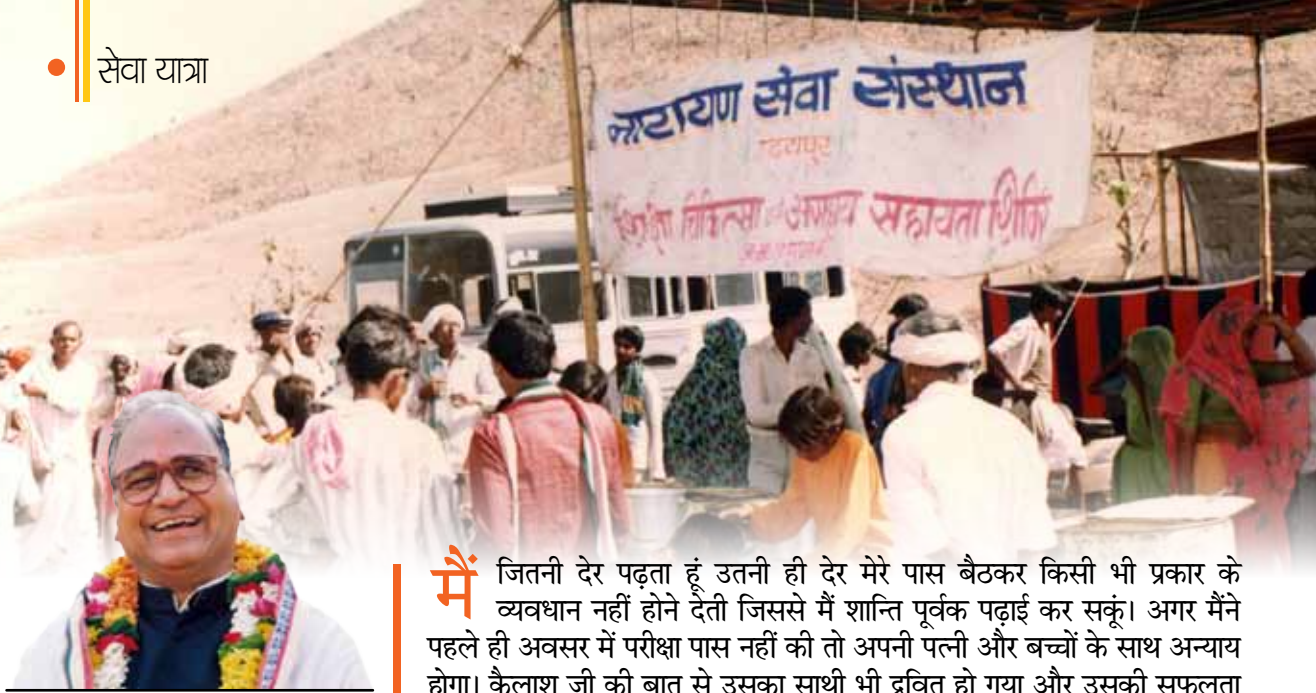 सेवा यात्रा
नारायण सेवा संस्थान
उदयपुर
चिकित्सा सहायता शिविर
मैं जितनी देर पढ़ता हूं उतनी ही देर मेरे पास बैठकर किसी भी प्रकार के
व्यवधान नहीं होने देती जिससे मैं शान्ति पूर्वक पढ़ाई कर सकूं। अगर मैंने
पहले ही अवसर में परीक्षा पास नहीं की तो अपनी पत्नी और बच्चों के साथ अन्याय
होगा। कैलाश जी की बात से उसका साथी भी द्रवित हो गया और उसकी सफलता